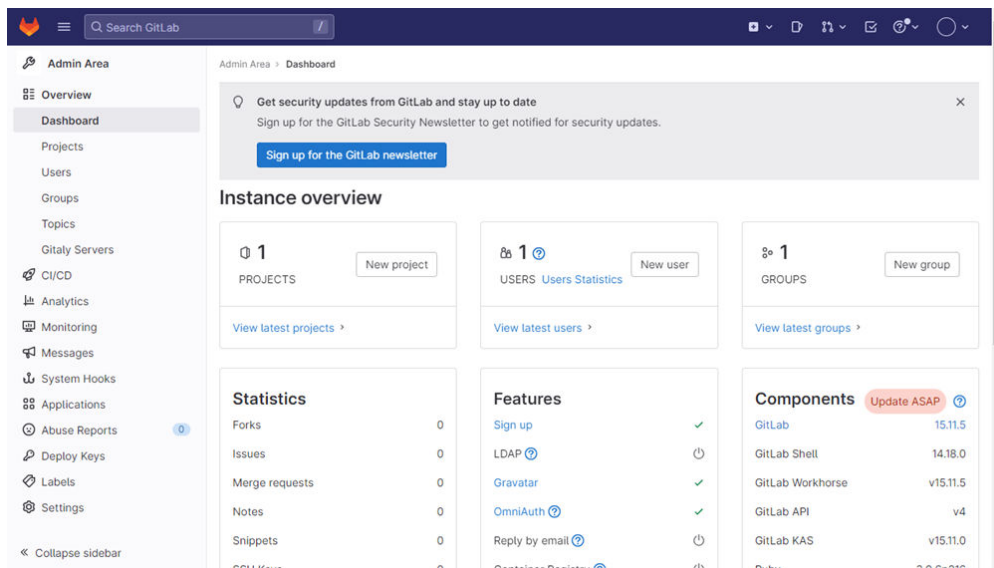 Search GitLab /
Admin Area
Admin Area > Dashboard
Overview
Dashboard
Projects
Users
Groups
Topics
Gitaly Servers
CI/CD
Analytics
Monitoring
Messages
System Hooks
Applications
Abuse Reports 0
Deploy Keys
Labels
Settings
Collapse sidebar
Get security updates from GitLab and stay up to date
Sign up for the GitLab Security Newsletter to get notified for security updates.
Sign up for the GitLab newsletter
Instance overview
1
PROJECTS
New project
View latest projects >
1
USERS Users Statistics
New user
View latest users >
1
GROUPS
New group
View latest groups >
Statistics
Forks 0
Issues 0
Merge requests 0
Notes 0
Snippets 0
Features
Sign up
LDAP
Gravatar
OmniAuth
Reply by email
Components Update ASAP
GitLab 15.11.5
GitLab Shell 14.18.0
GitLab Workhorse v15.11.5
GitLab API v4
GitLab KAS v15.11.0